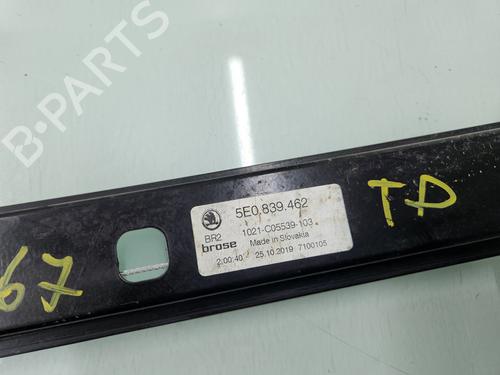 B-PARTS
5E0.839.462
1021-C05539-103
BR2
brose
Made in Slovakia
2:00:40 25.10.2019 7100105
TD
67